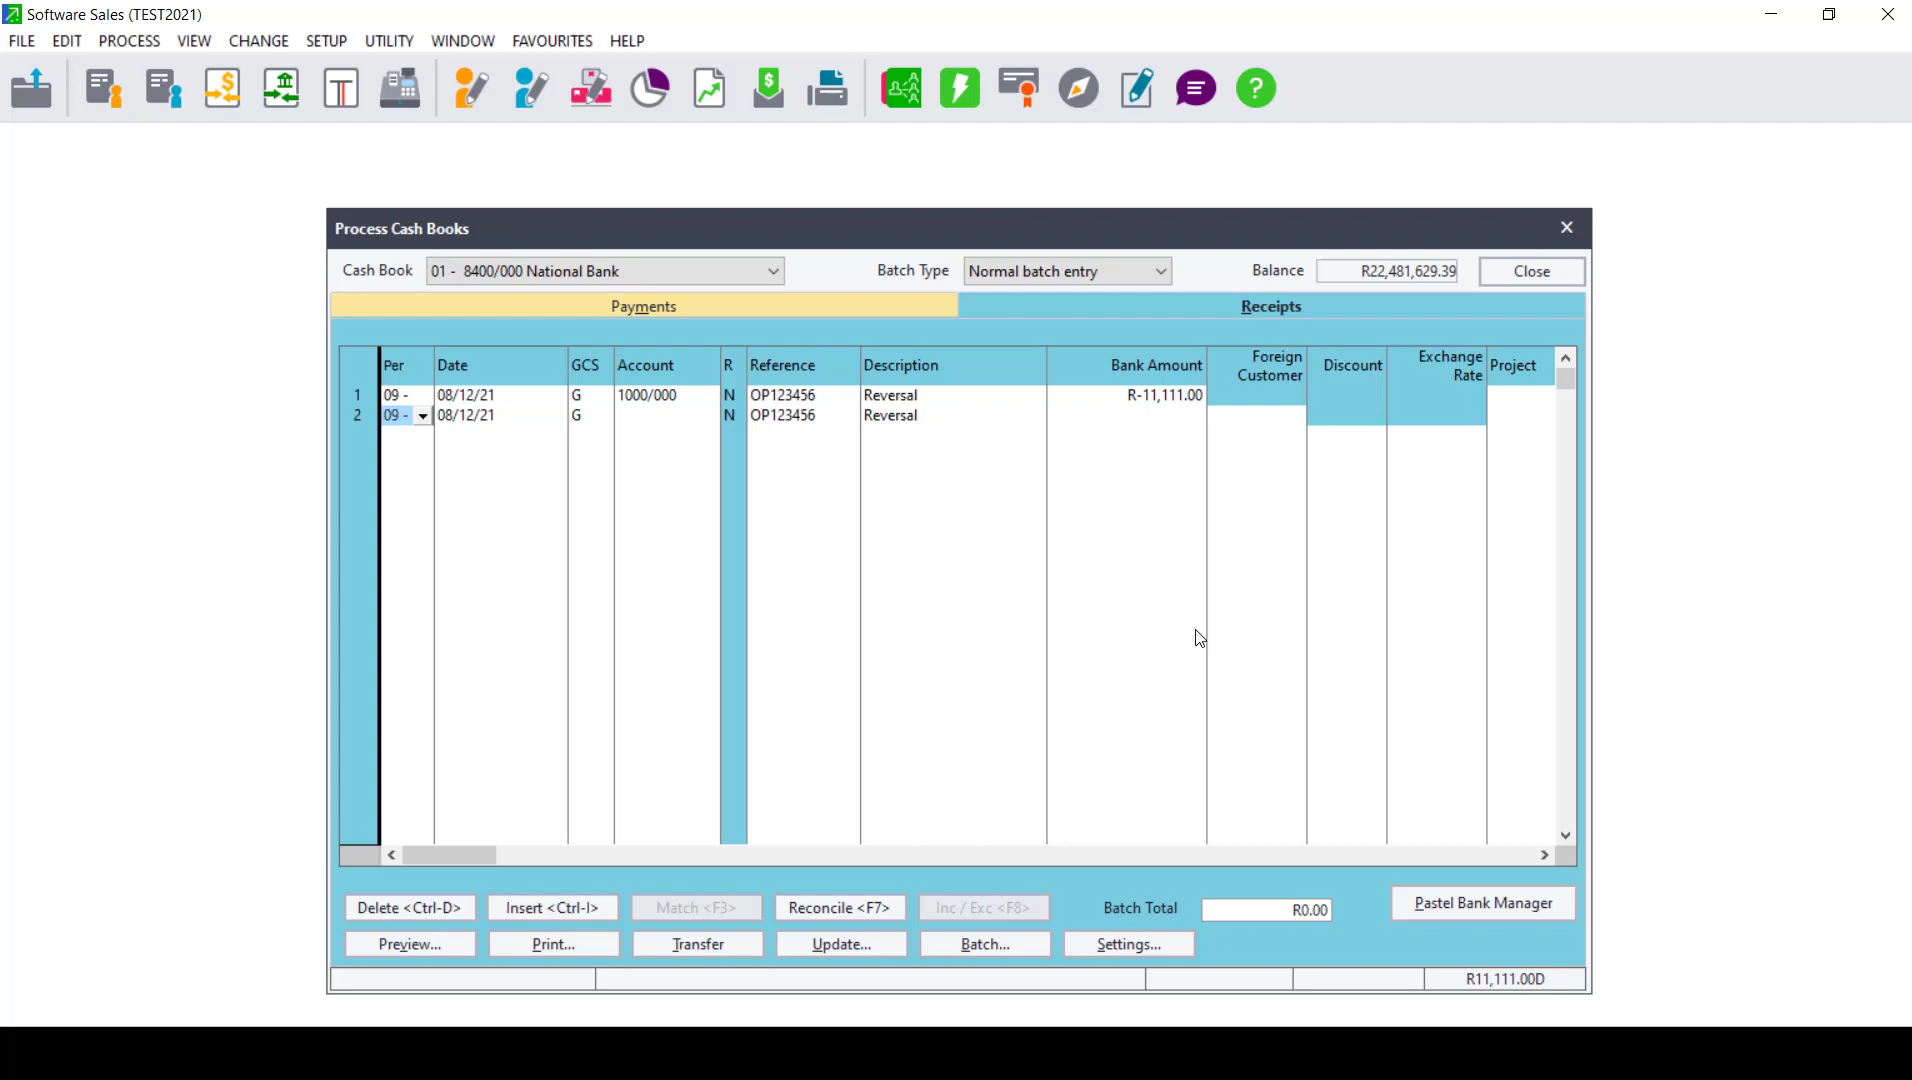 Software Sales (TEST2021)
FILE EDIT PROCESS VIEW CHANGE SETUP UTILITY WINDOW FAVOURITES HELP
Process Cash Books
Cash Book 01 - 8400/000 National Bank Batch Type Normal batch entry Balance R22,481,629.39 Close
Payments Receipts
Per Date GCS Account R Reference Description Bank Amount Foreign Customer Discount Exchange Rate Project
1 09 - 08/12/21 G 1000/000 N OP123456 Reversal R-11,111.00
2 09 - 08/12/21 G N OP123456 Reversal
Delete <Ctrl-D> Insert <Ctrl-I> Match <F3> Reconcile <F7> Inc / Exc <F8> Batch Total R0.00 Pastel Bank Manager
Preview... Print... Transfer Update... Batch... Settings...
R11,111.00D